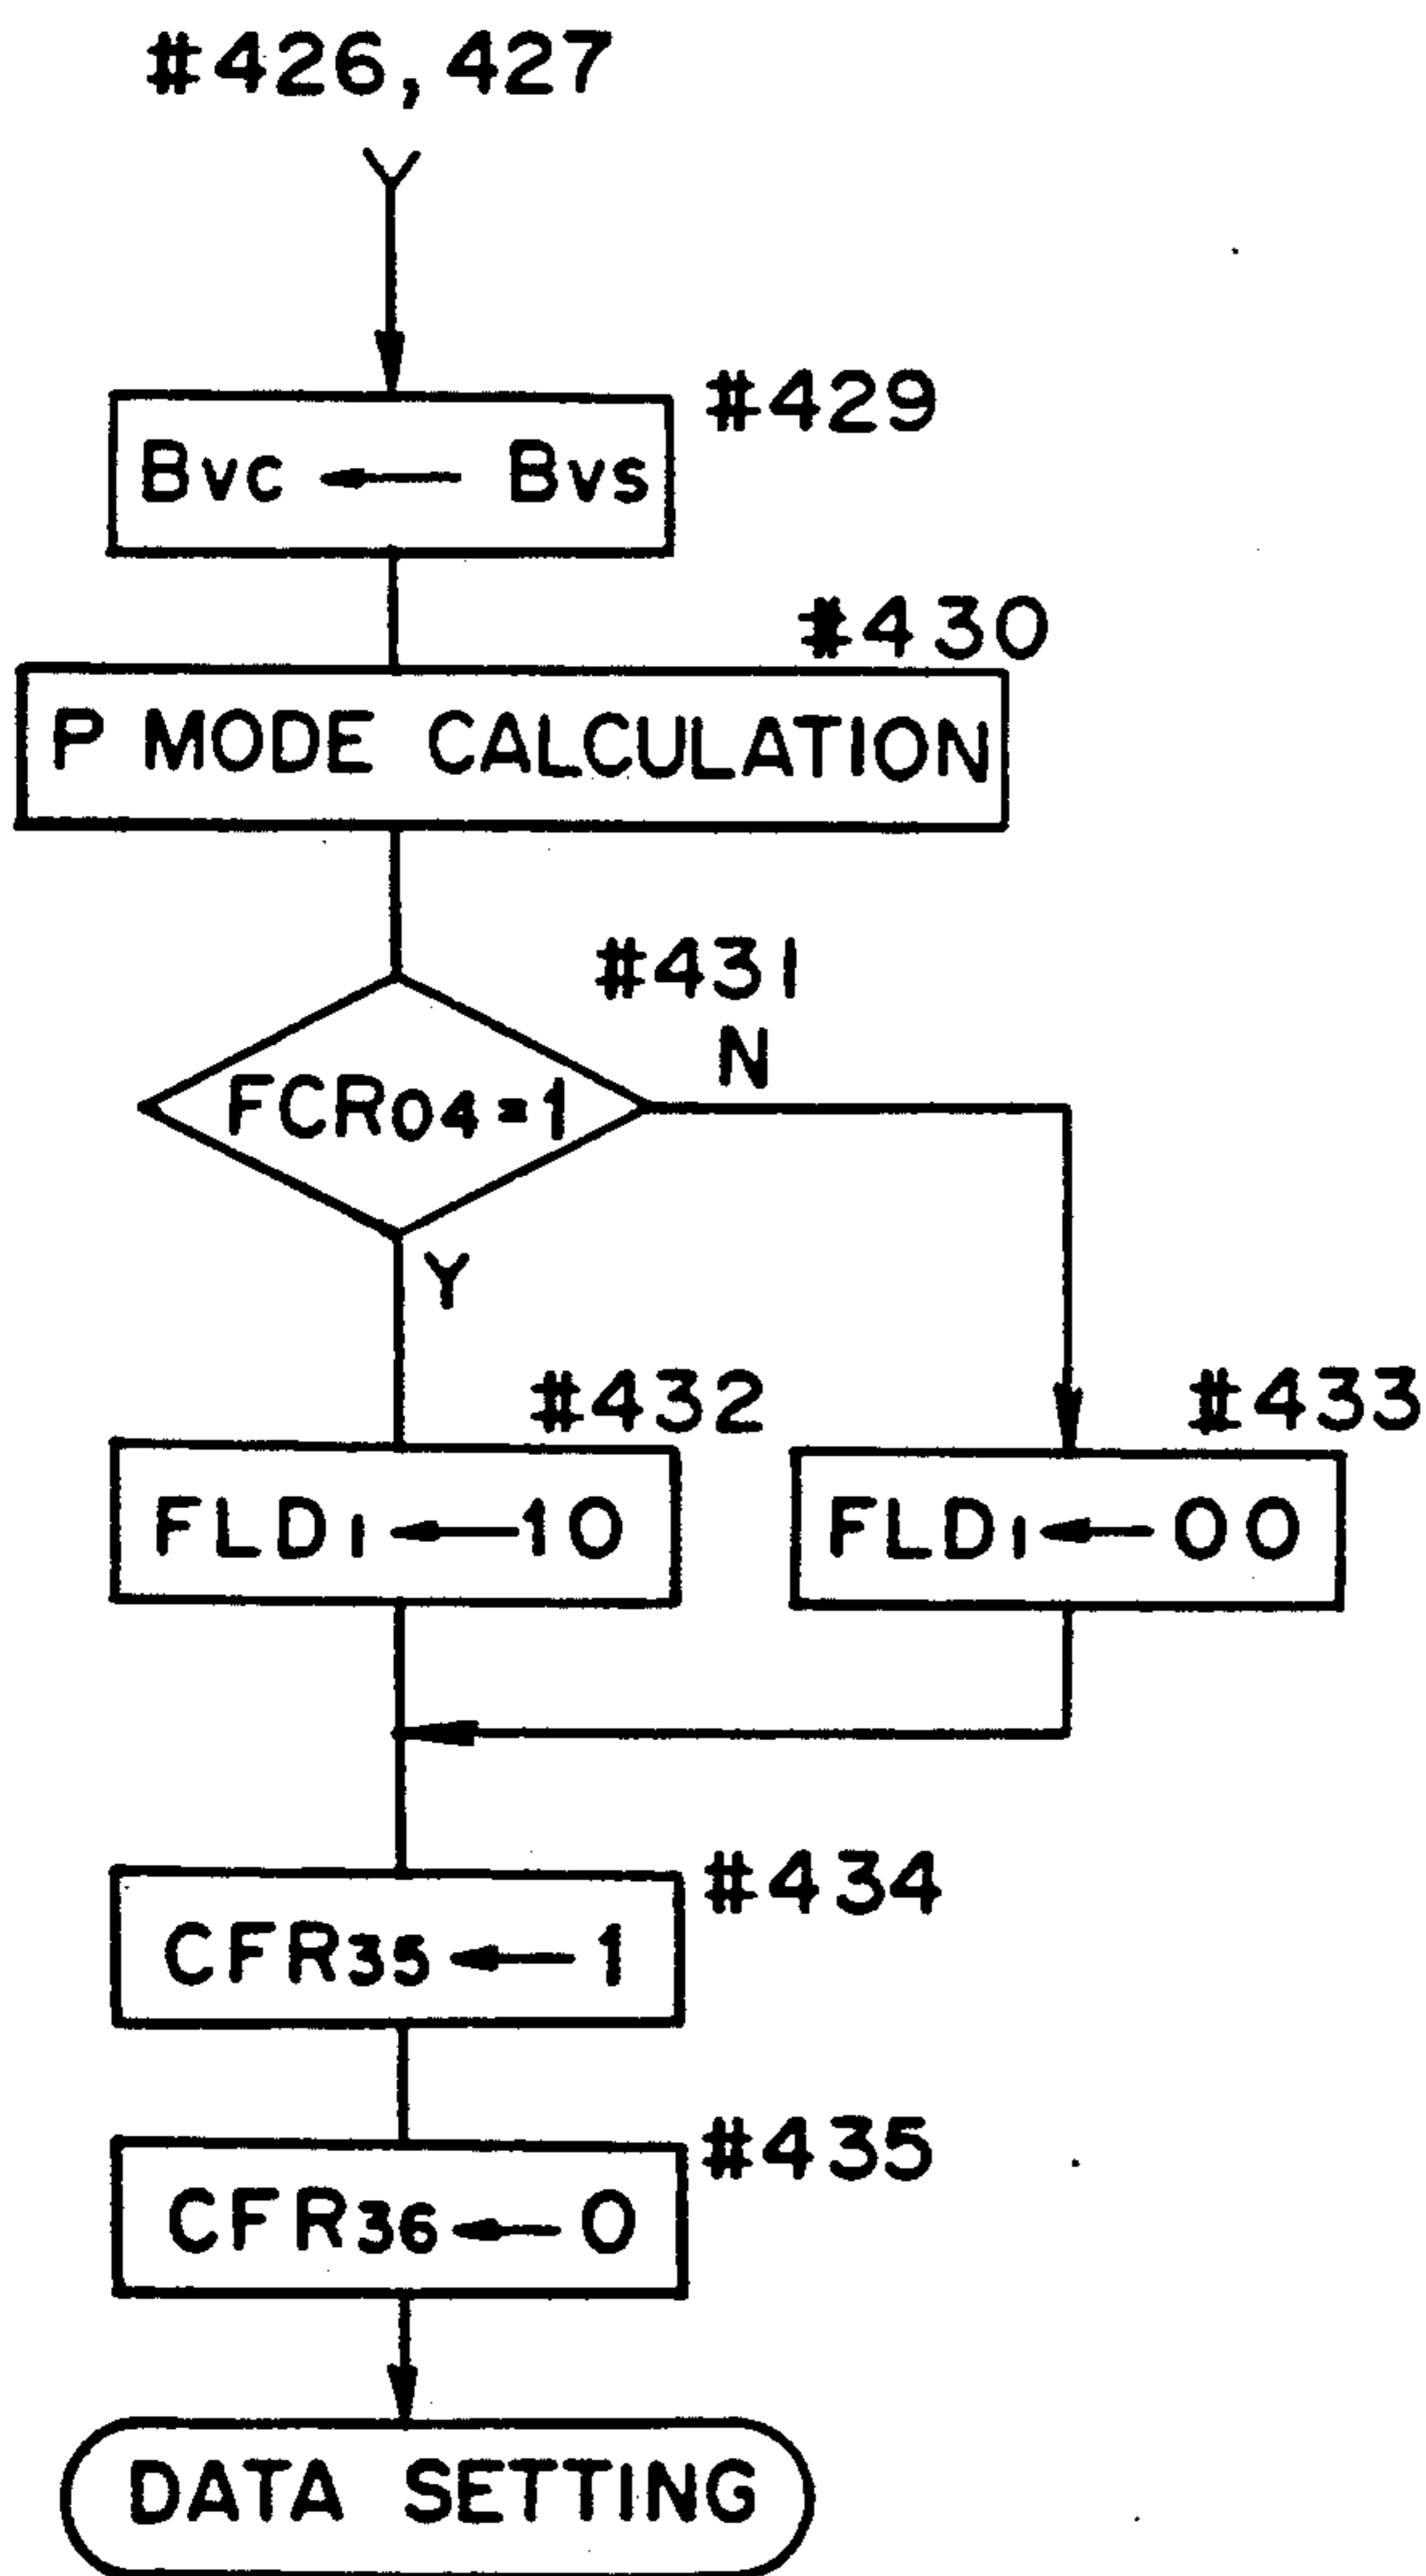 #426, 427
#429
Bvc ← Bvs
#430
P MODE CALCULATION
#431
N
FCR04=1
Y
#432
#433
FLD1 ← 10
FLD1 ← 00
#434
CFR35 ← 1
#435
CFR36 ← 0
DATA SETTING